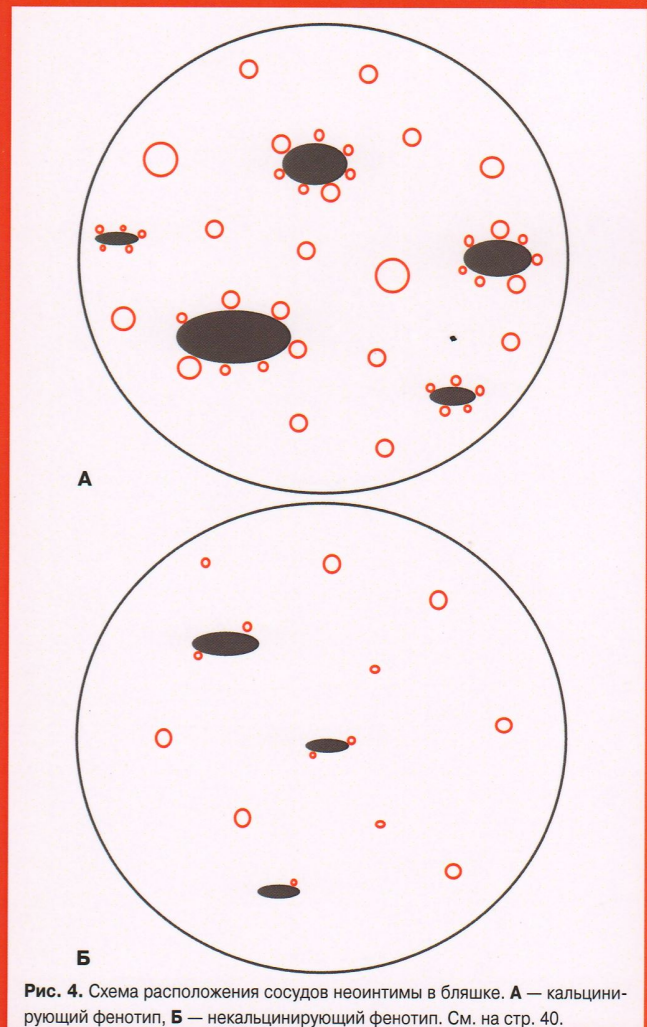 А
Б
Рис. 4. Схема расположения сосудов неоинтимы в бляшке. А — кальцини-
рующий фенотип, Б — некальцинирующий фенотип. См. на стр. 40.